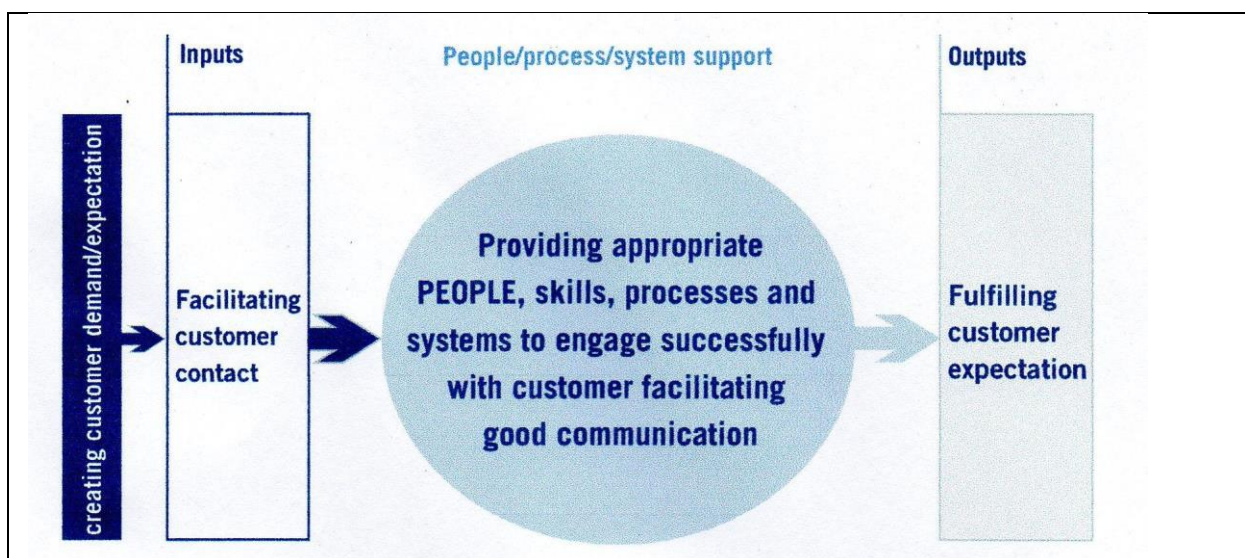 Inputs
People/process/system support
Outputs
creating customer demand/expectation
Facilitating
customer
contact
Providing appropriate
PEOPLE, skills, processes and
systems to engage successfully
with customer facilitating
good communication
Fulfilling
customer
expectation